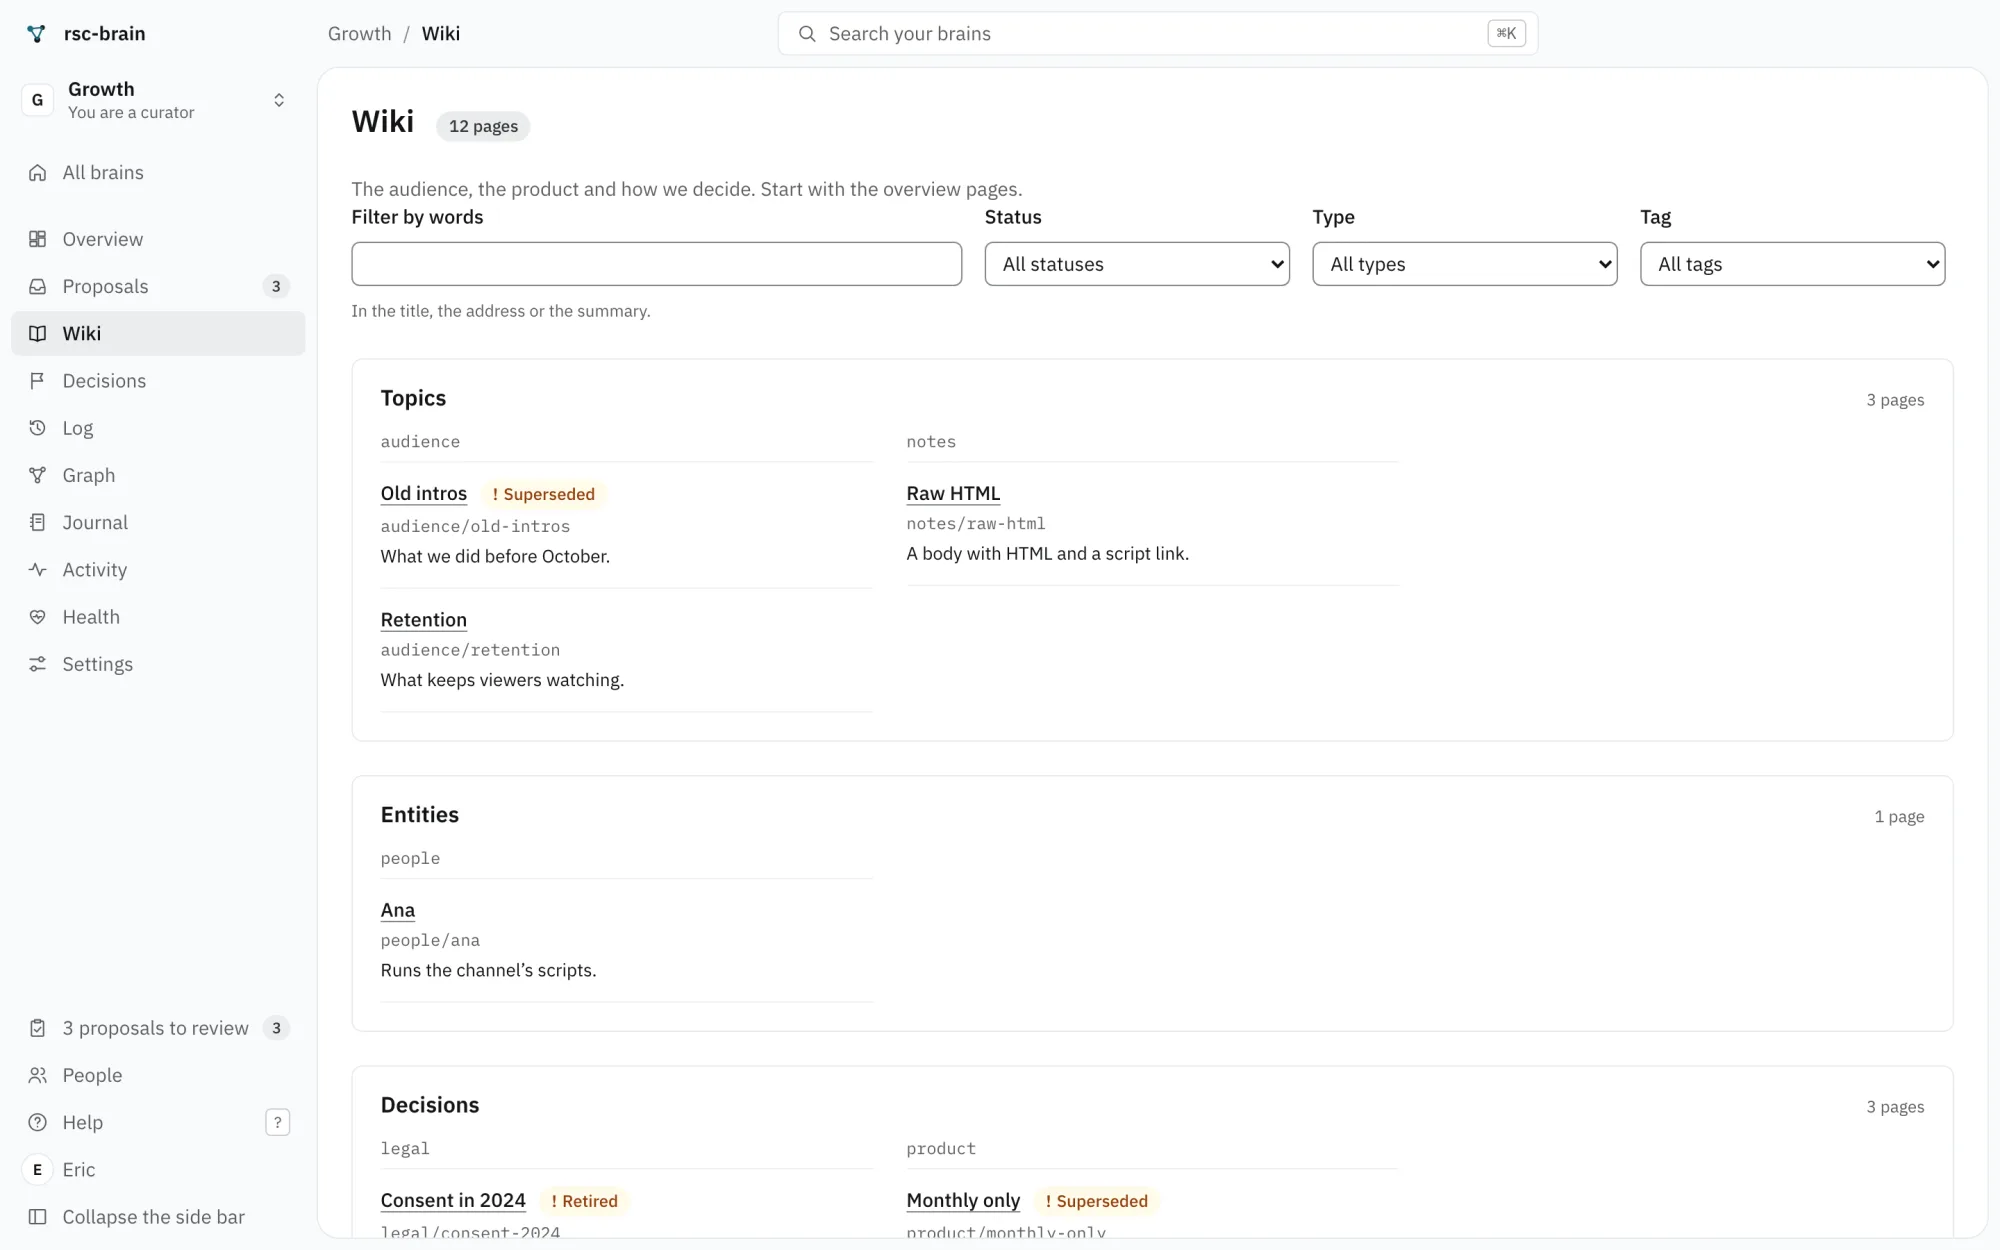 rsc-brain
Growth / Wiki
Search your brains
⌘K
G
Growth
You are a curator
All brains
Overview
Proposals 3
Wiki
Decisions
Log
Graph
Journal
Activity
Health
Settings
3 proposals to review 3
People
Help ?
E Eric
Collapse the side bar
Wiki 12 pages
The audience, the product and how we decide. Start with the overview pages.
Filter by words
In the title, the address or the summary.
Status
All statuses
Type
All types
Tag
All tags
Topics 3 pages
audience
Old intros ! Superseded
audience/old-intros
What we did before October.
Retention
audience/retention
What keeps viewers watching.
notes
Raw HTML
notes/raw-html
A body with HTML and a script link.
Entities 1 page
people
Ana
people/ana
Runs the channel’s scripts.
Decisions 3 pages
legal
Consent in 2024 ! Retired
legal/consent-2024
product
Monthly only ! Superseded
product/monthly-only